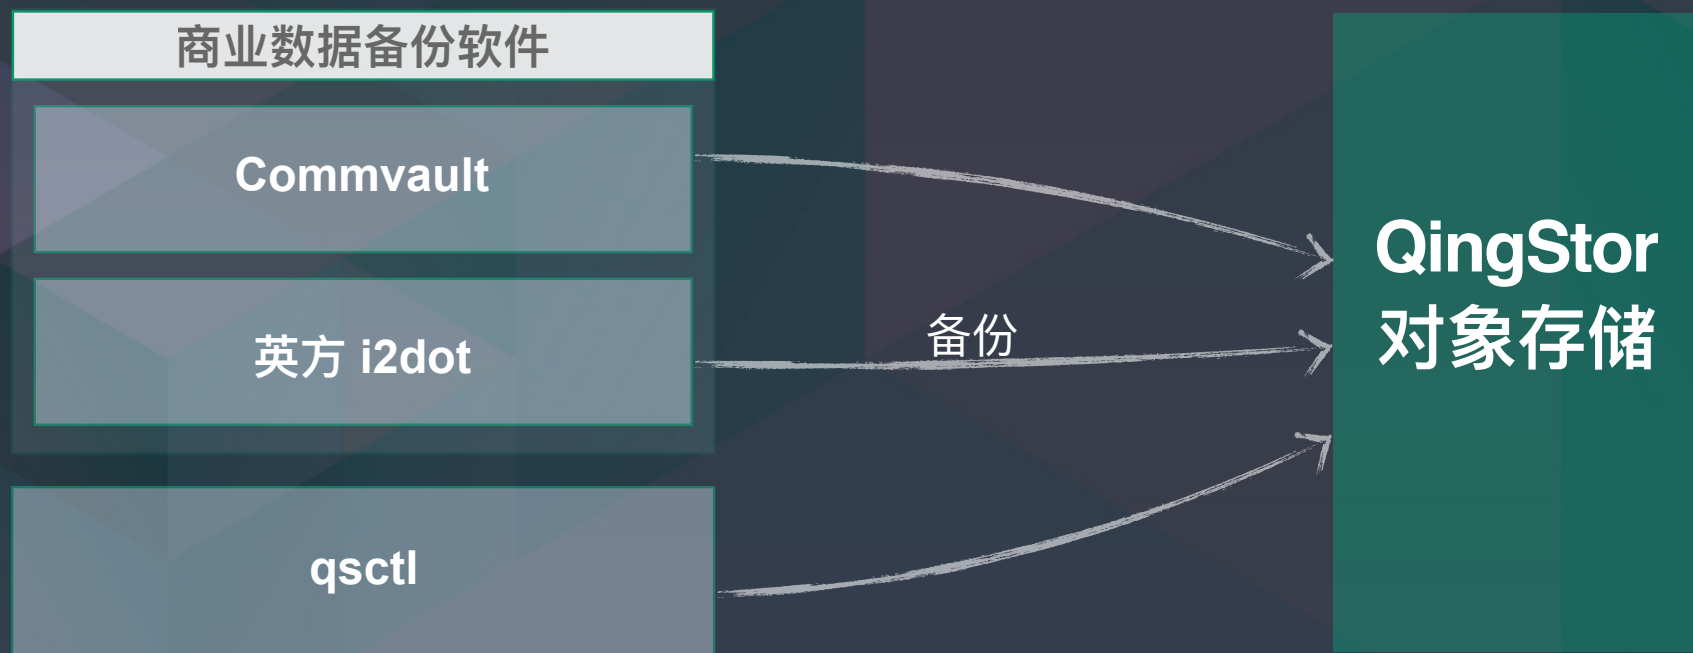 商业数据备份软件
Commvault
英方 i2dot
qsctl
备份
QingStor
对象存储